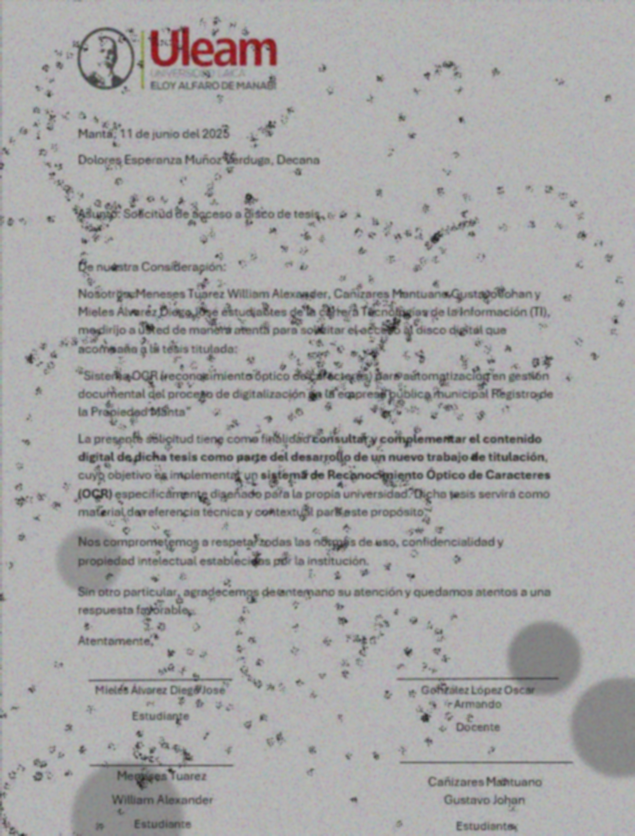 Uleam
UNIVERSIDAD LAICA
ELOY ALFARO DE MANABÍ
Manta, 11 de junio del 2025
Dolores Esperanza Muñoz Verduga, Decana
Asunto: Solicitud de acceso a disco de tesis.
De nuestra Consideración:
Nosotros, Meneses Tuarez William Alexander, Cañizares Mantuano Gustavo Johan y
Mieles Álvarez Diego José estudiantes de la carrera Tecnologías de la Información (TI),
me dirijo a usted de manera atenta para solicitar el acceso al disco digital que
acompaña a la tesis titulada:
"Sistema OCR (reconocimiento óptico de caracteres) para automatización en gestión
documental del proceso de digitalización en la empresa pública municipal Registro de
la Propiedad Manta"
La presente solicitud tiene como finalidad consultar y complementar el contenido
digital de dicha tesis como parte del desarrollo de un nuevo trabajo de titulación,
cuyo objetivo es implementar un sistema de Reconocimiento Óptico de Caracteres
(OCR) específicamente diseñado para la propia universidad. Dicha tesis servirá como
material de referencia técnica y contextual para este propósito.
Nos comprometemos a respetar todas las normas de uso, confidencialidad y
propiedad intelectual establecidas por la institución.
Sin otro particular, agradecemos de antemano su atención y quedamos atentos a una
respuesta favorable.
Atentamente,
Mieles Álvarez Diego José
Estudiante
González López Oscar
Armando
Docente
Meneses Tuarez
William Alexander
Estudiante
Cañizares Mantuano
Gustavo Johan
Estudiante